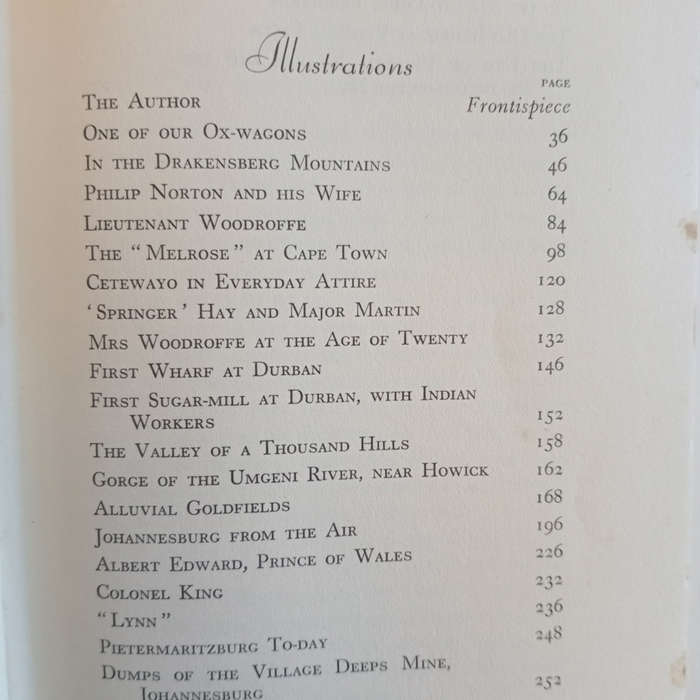 Illustrations
PAGE
The Author Frontispiece
One of our Ox-wagons 36
In the Drakensberg Mountains 46
Philip Norton and his Wife 64
Lieutenant Woodroffe 84
The “Melrose” at Cape Town 98
Cetewayo in Everyday Attire 120
‘Springer’ Hay and Major Martin 128
Mrs Woodroffe at the Age of Twenty 132
First Wharf at Durban 146
First Sugar-mill at Durban, with Indian
Workers 152
The Valley of a Thousand Hills 158
Gorge of the Umgeni River, near Howick 162
Alluvial Goldfields 168
Johannesburg from the Air 196
Albert Edward, Prince of Wales 226
Colonel King 232
“Lynn” 236
Pietermaritzburg To-day 248
Dumps of the Village Deeps Mine,
Johannesburg 252